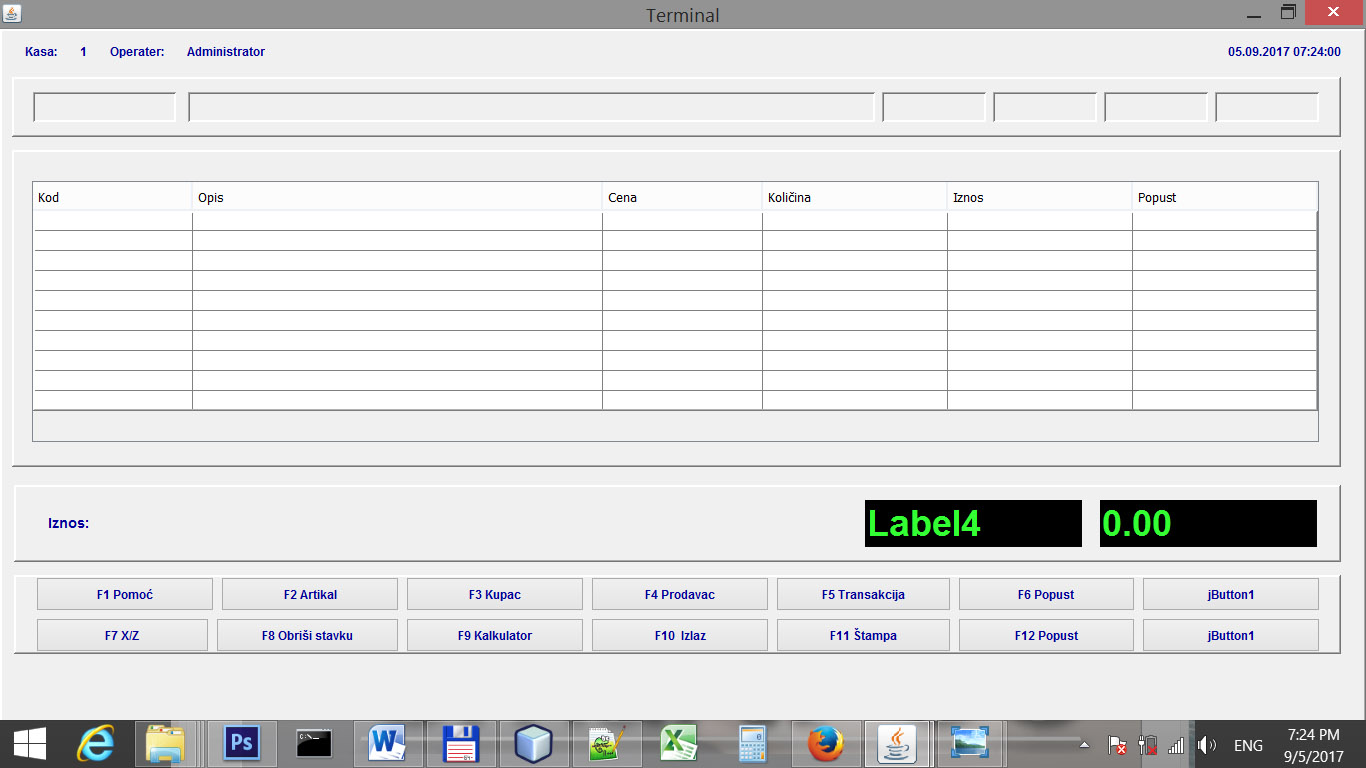 Terminal
Kasa: 1 Operater: Administrator 05.09.2017 07:24:00
Kod Opis Cena Količina Iznos Popust
Iznos: Label4 0.00
F1 Pomoć F2 Artikal F3 Kupac F4 Prodavac F5 Transakcija F6 Popust jButton1
F7 X/Z F8 Obriši stavku F9 Kalkulator F10 Izlaz F11 Štampa F12 Popust jButton1
Ps ENG 7:24 PM
9/5/2017